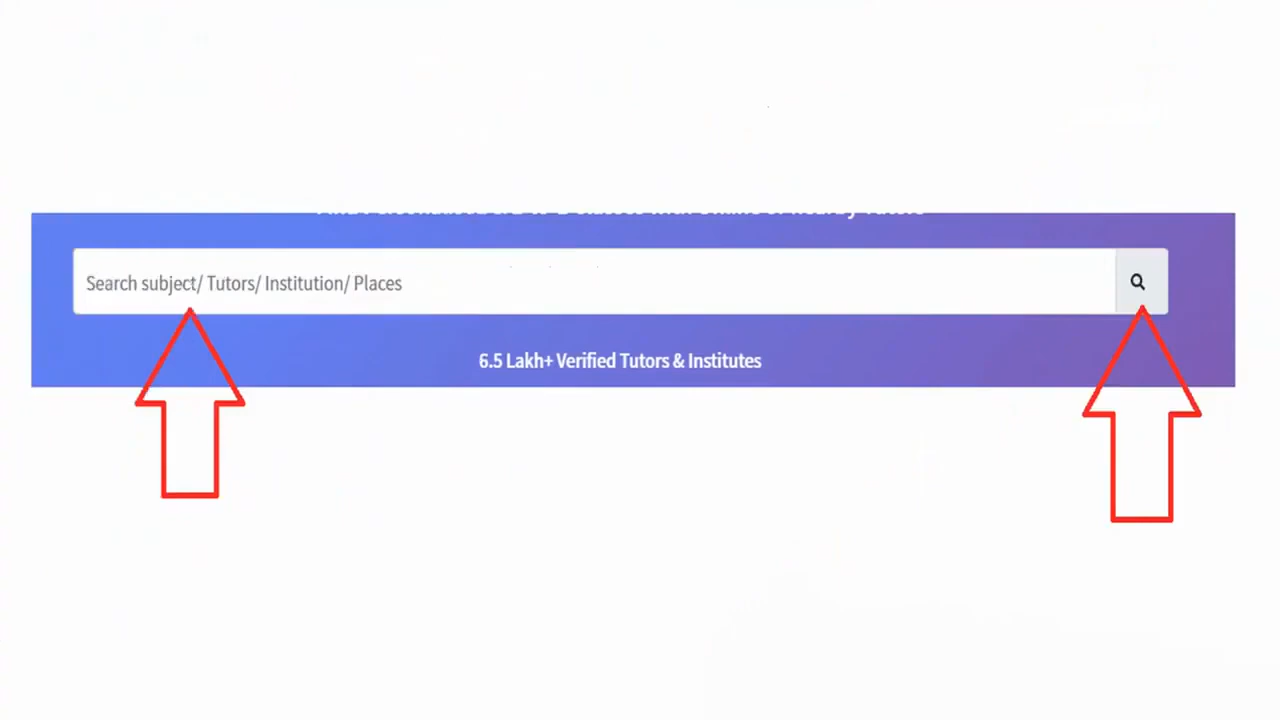 Search subject/ Tutors/ Institution/ Places
6.5 Lakh+ Verified Tutors & Institutes